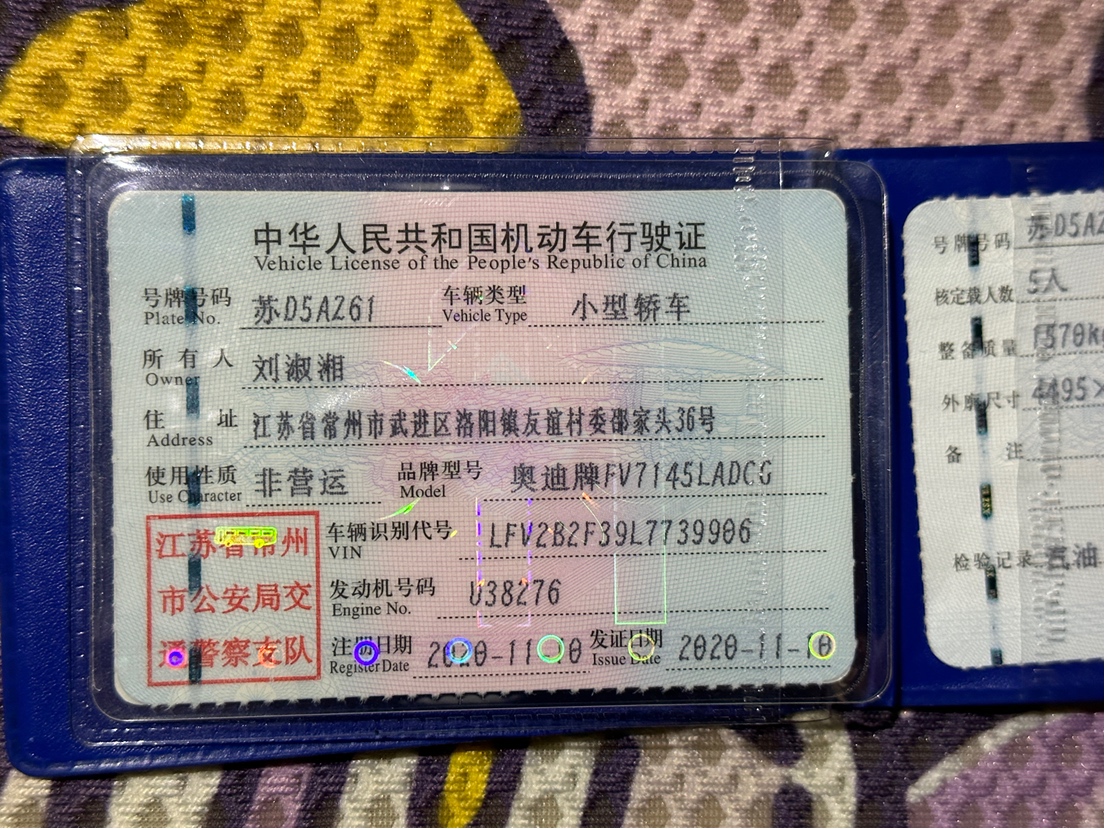 中华人民共和国机动车行驶证
Vehicle License of the People's Republic of China
号牌号码 苏D5AZ61 车辆类型 小型轿车
Plate No. Vehicle Type
所有人 刘淑湘
Owner
住址 江苏省常州市武进区洛阳镇友谊村委邵家头36号
Address
使用性质 非营运 品牌型号 奥迪牌FV7145LADCG
Use Character Model
江苏省常州
市公安局交
通警察支队
车辆识别代号 LFV2B2F39L7739906
VIN
发动机号码 U38276
Engine No.
注册日期 2020-11-10 发证日期 2020-11-10
Register Date Issue Date
号牌号码 苏D5AZ
核定载人数 5人
整备质量 1570k
外廓尺寸 4495×
备注
检验记录 汽油